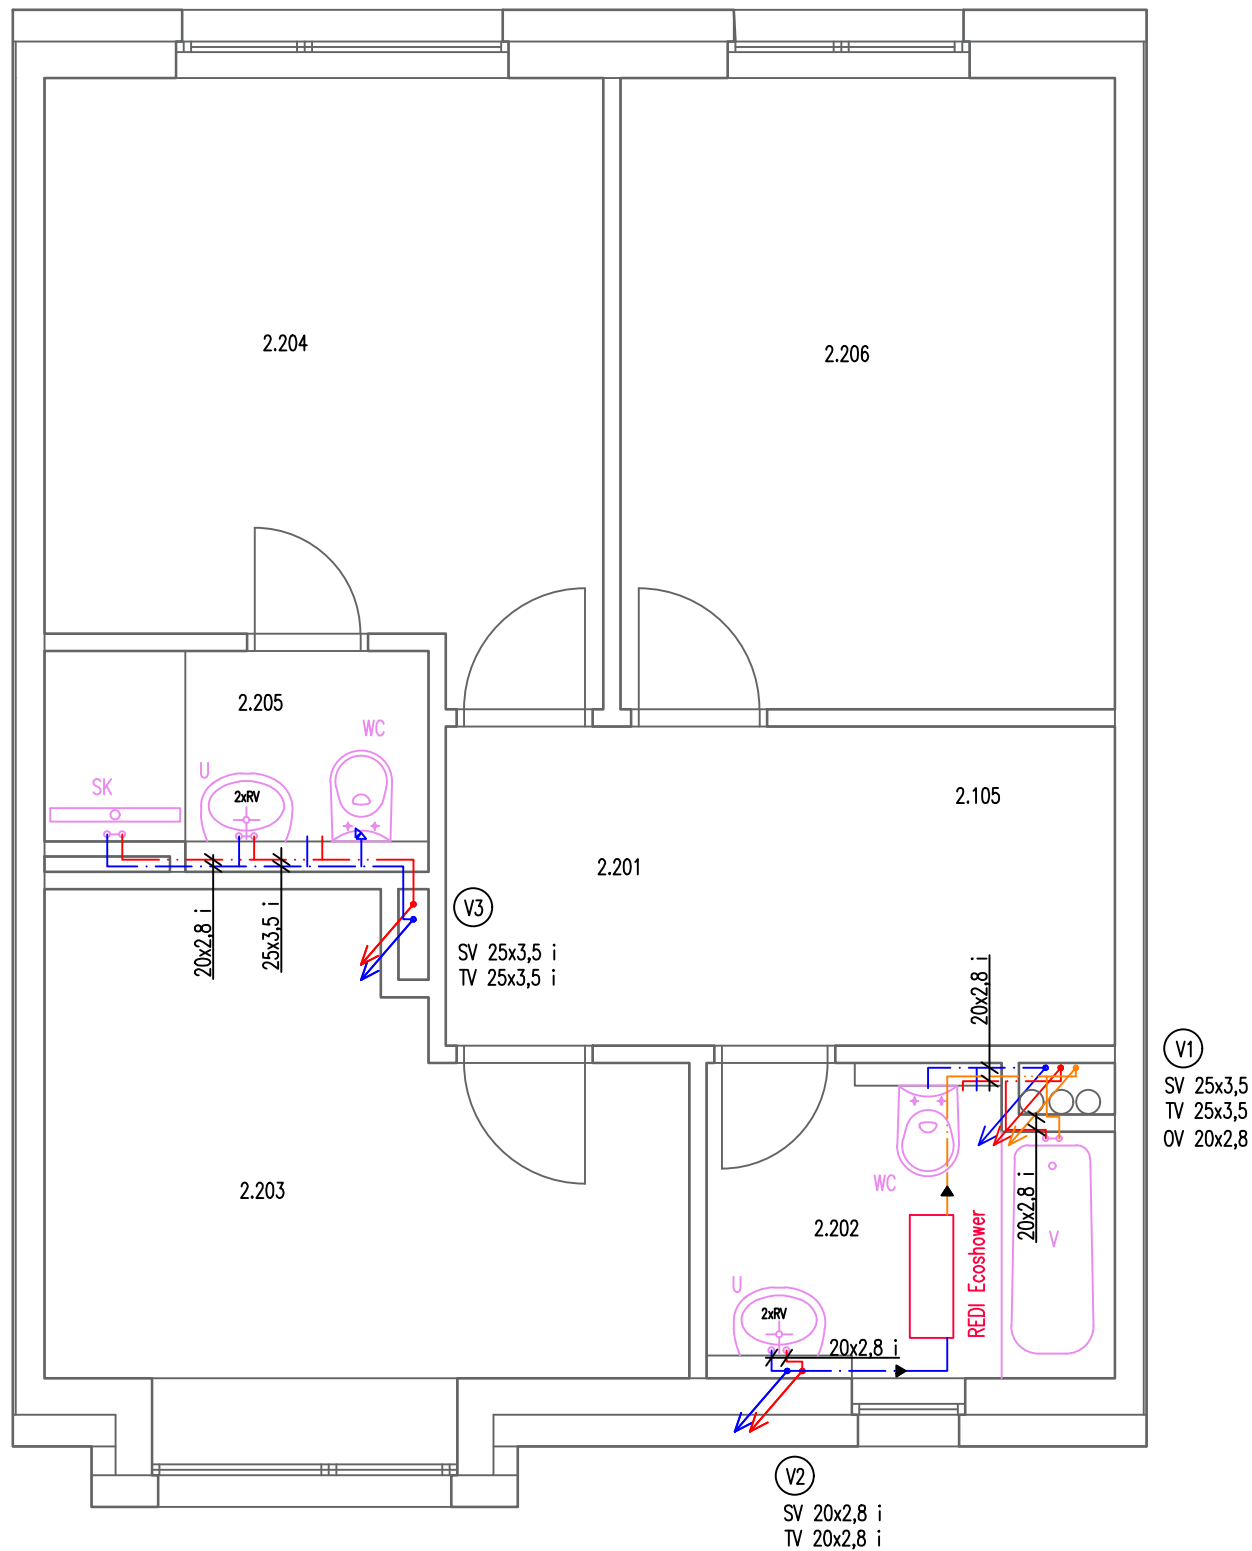 2.204
2.206
2.205
WC
U
SK
2xRV
2.105
2.201
20x2,8 i
25x3,5 i
V3
SV 25x3,5 i
TV 25x3,5 i
20x2,8 i
V1
SV 25x3,5
TV 25x3,5
OV 20x2,8
2.203
WC
20x2,8 i
V
2.202
REDI Ecoshower
U
2xRV
20x2,8 i
V2
SV 20x2,8 i
TV 20x2,8 i